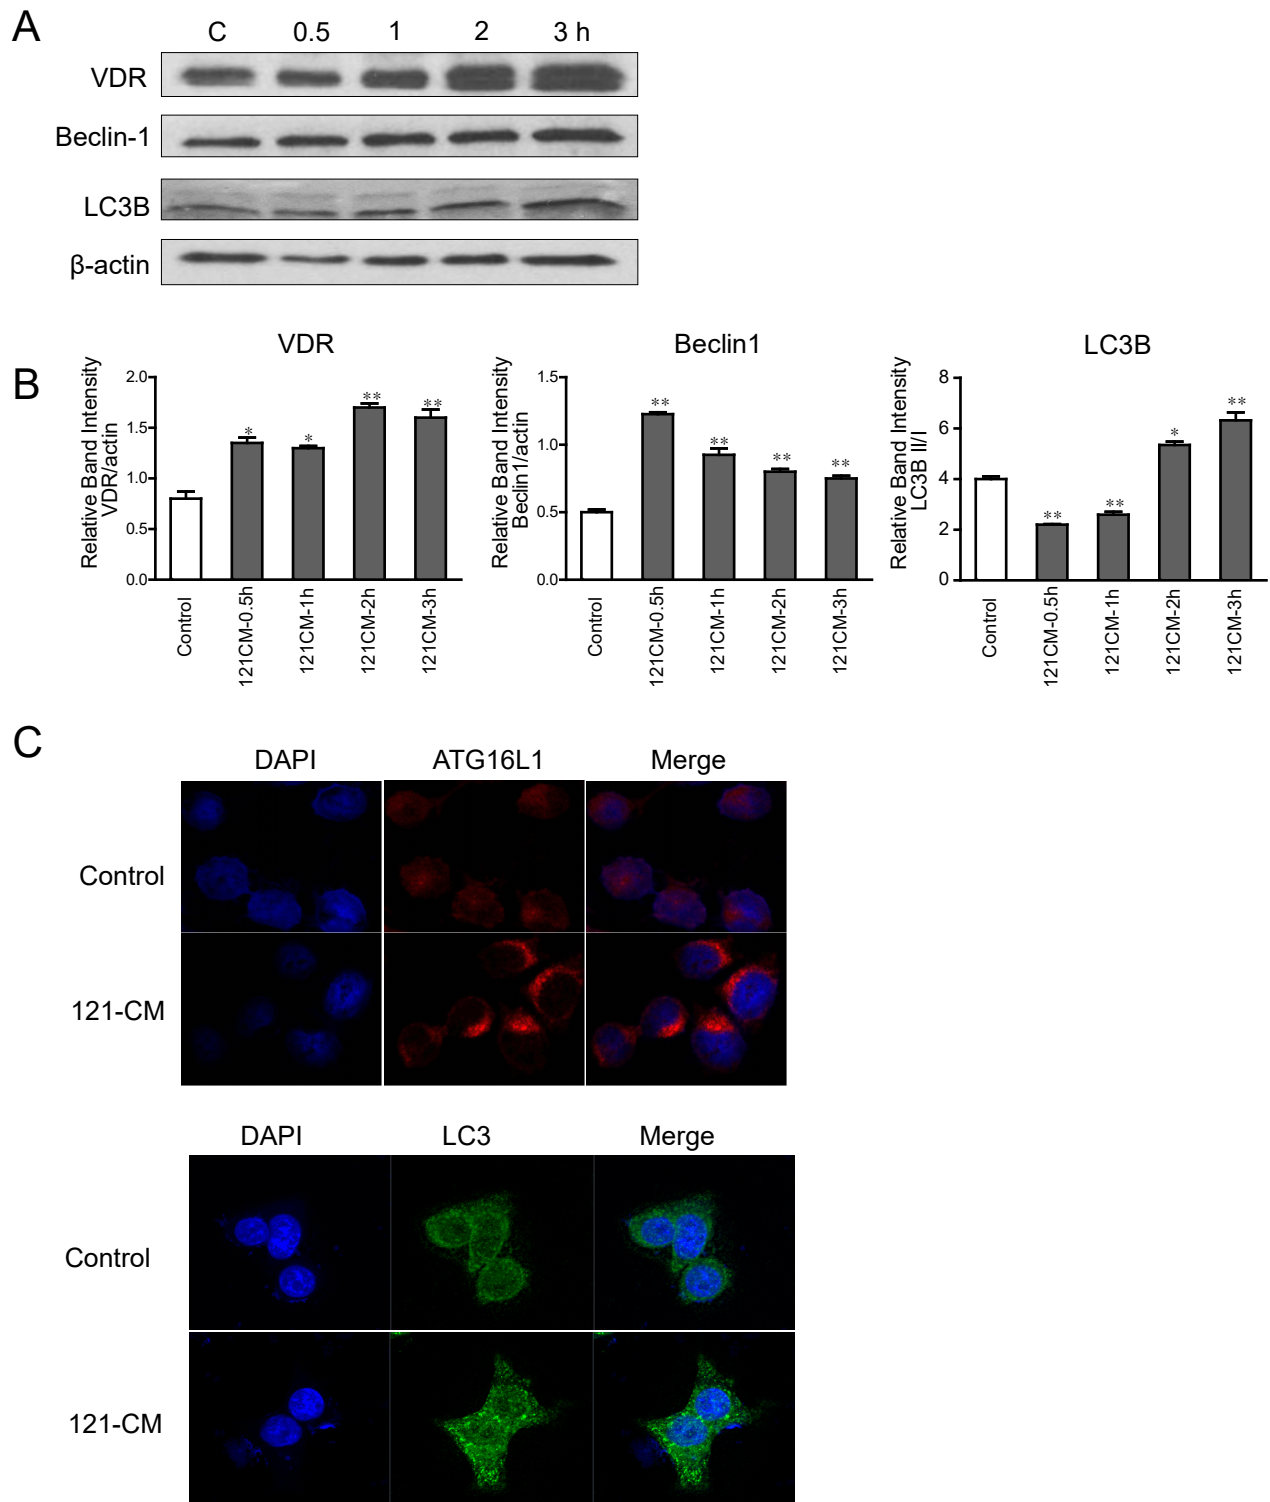 A
C 0.5 1 2 3 h
VDR
Beclin-1
LC3B
β-actin
B
VDR
Relative Band Intensity
VDR/actin
2.0
1.5
1.0
0.5
0.0
*
*
**
**
Control
121CM-0.5h
121CM-1h
121CM-2h
121CM-3h
Beclin1
Relative Band Intensity
Beclin1/actin
1.5
1.0
0.5
0.0
**
**
**
**
Control
121CM-0.5h
121CM-1h
121CM-2h
121CM-3h
LC3B
Relative Band Intensity
LC3B II/I
8
6
4
2
0
**
**
*
**
Control
121CM-0.5h
121CM-1h
121CM-2h
121CM-3h
C
DAPI ATG16L1 Merge
Control
121-CM
DAPI LC3 Merge
Control
121-CM